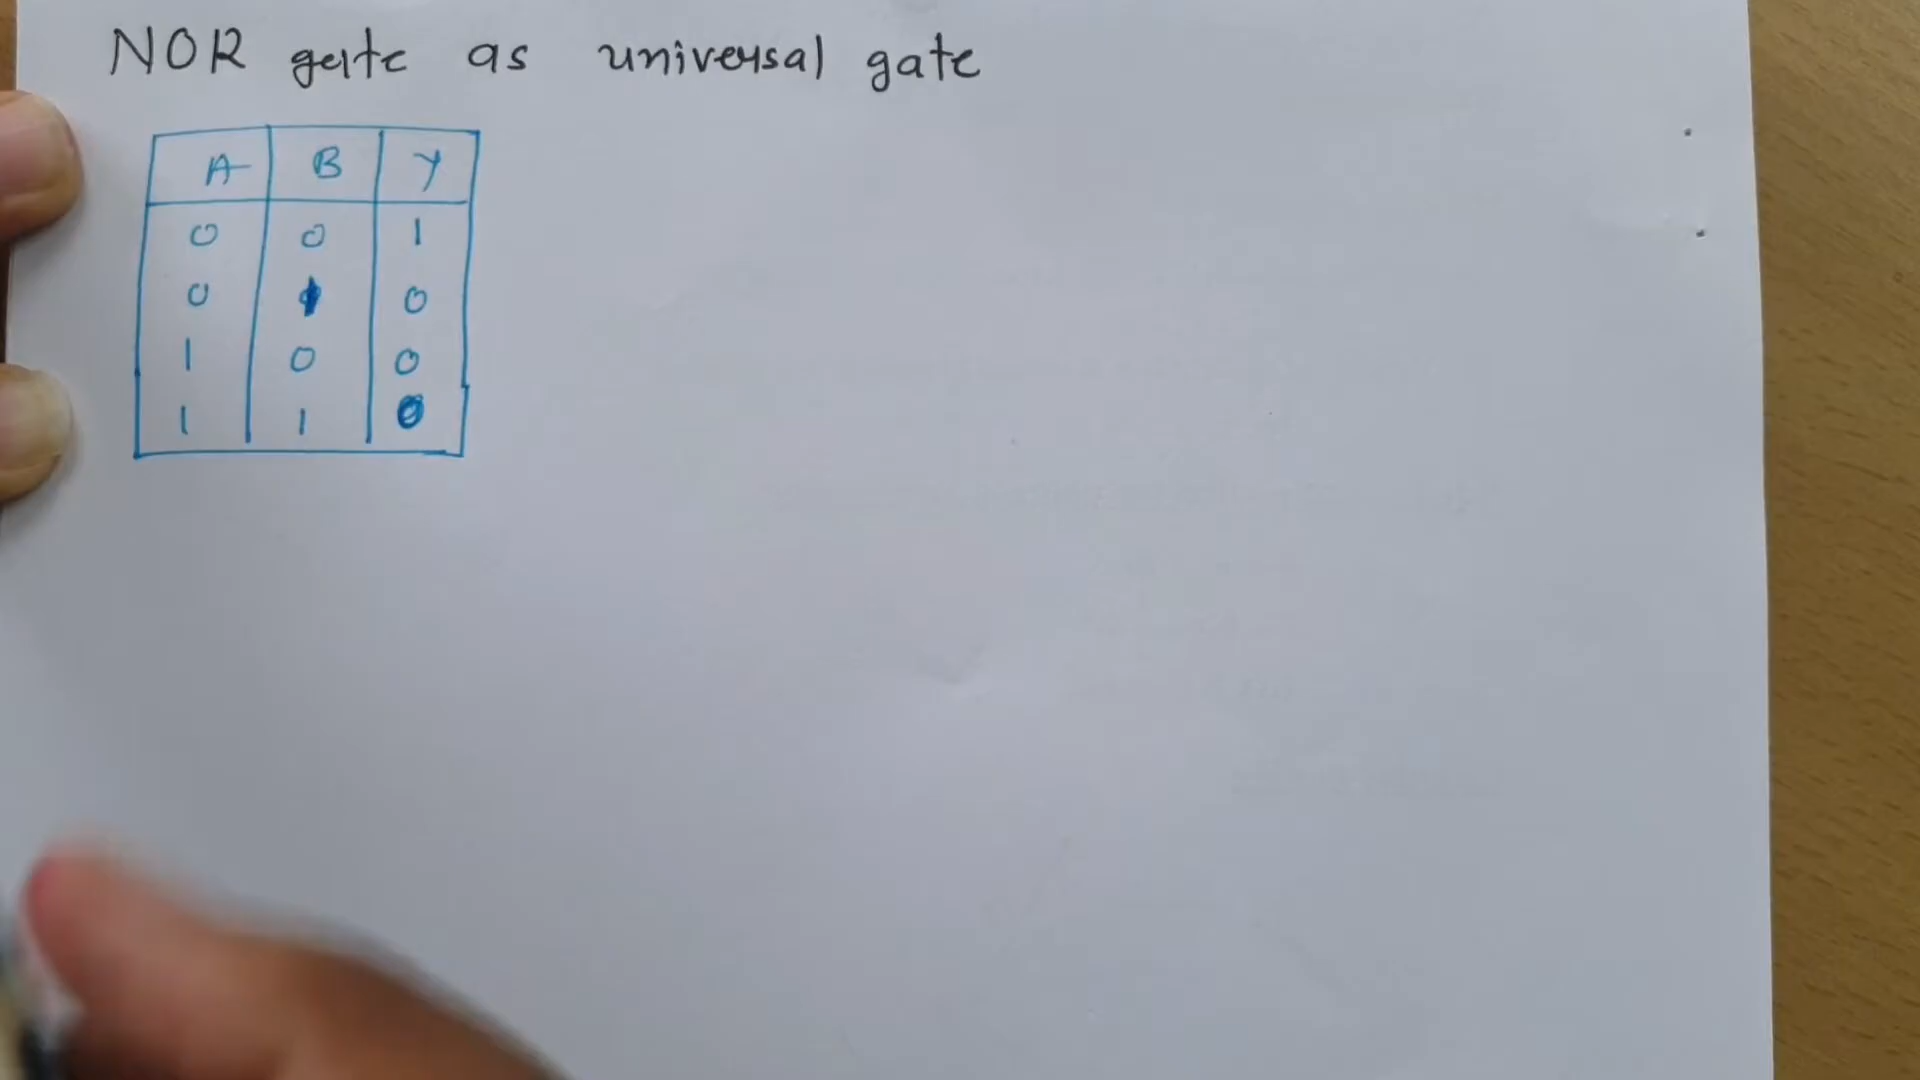 NOR gate as universal gate
A B Y
0 0 1
0 1 0
1 0 0
1 1 0